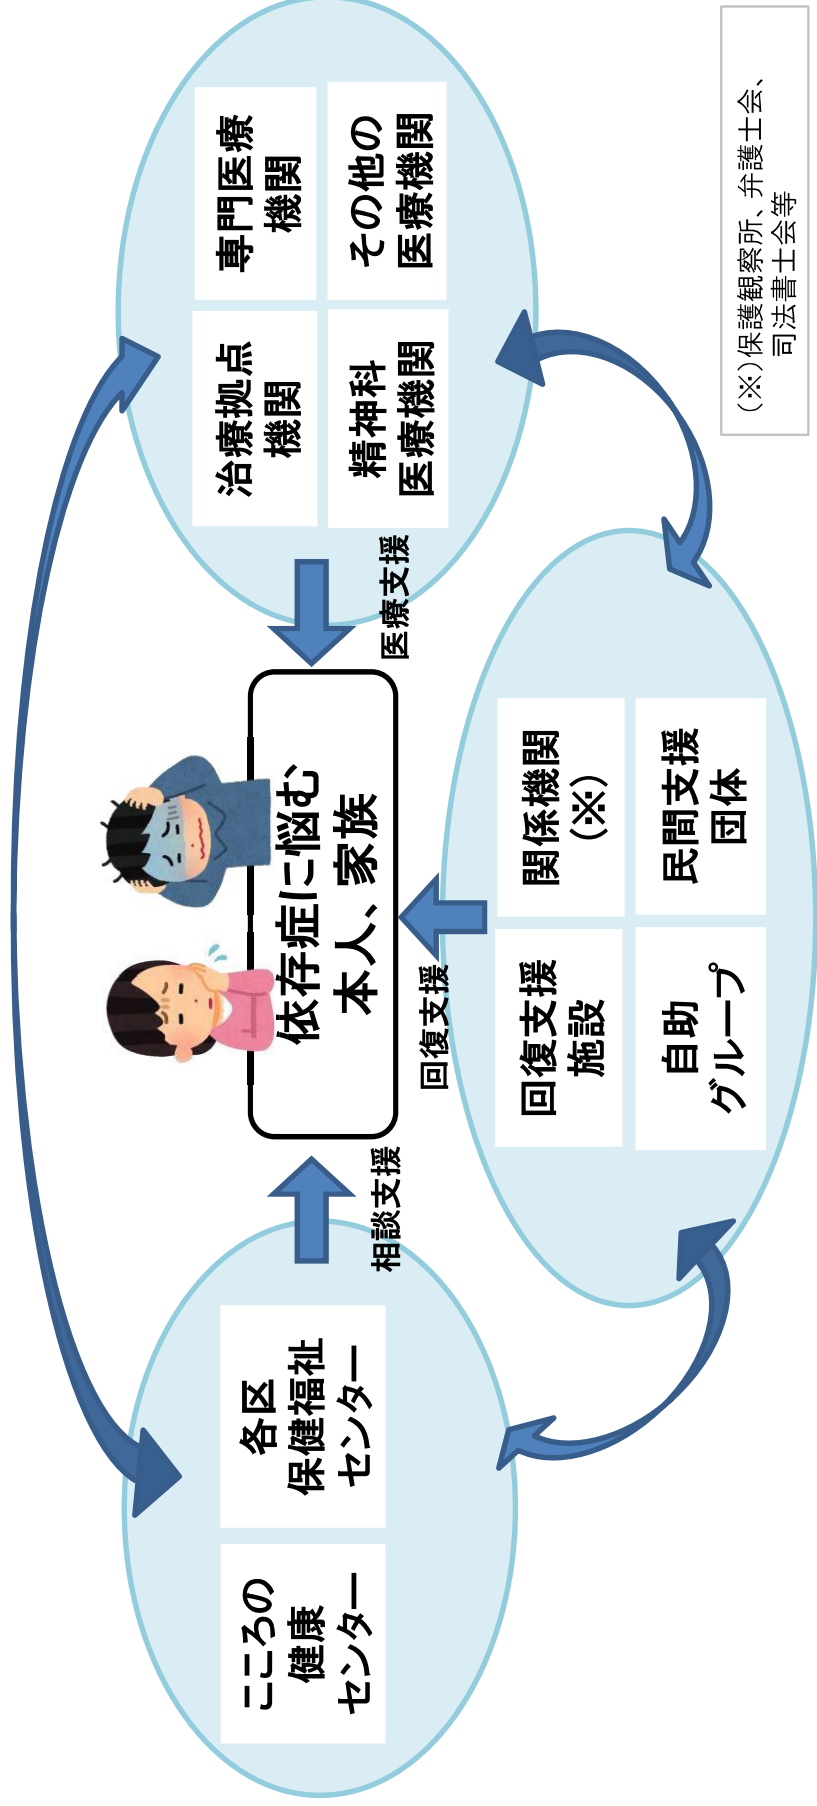 こころの
健康
センター
各区
保健福祉
センター
相談支援
依存症に悩む
本人、家族
医療支援
治療拠点
機関
専門医療
機関
精神科
医療機関
その他の
医療機関
回復支援
回復支援
施設
関係機関
（※）
自助
グループ
民間支援
団体
（※）保護観察所、弁護士会、
司法書士会等